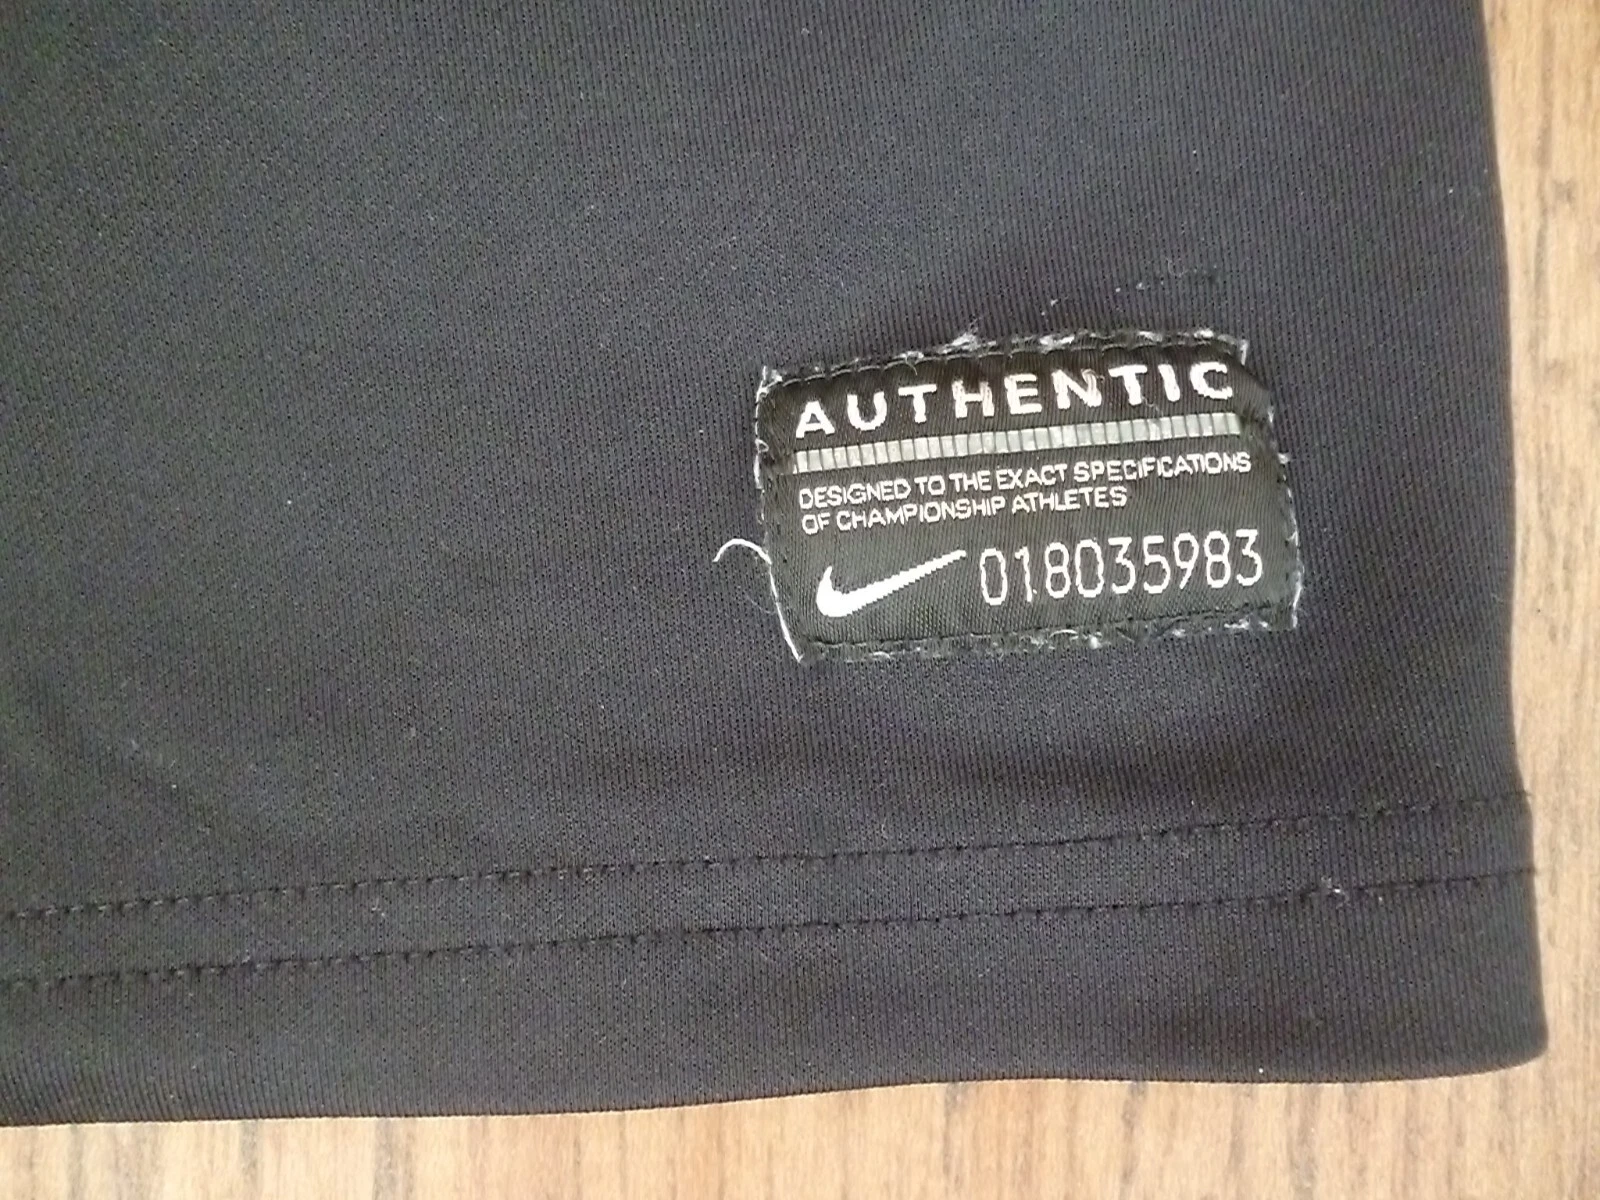 AUTHENTIC
DESIGNED TO THE EXACT SPECIFICATIONS
OF CHAMPIONSHIP ATHLETES
018035983